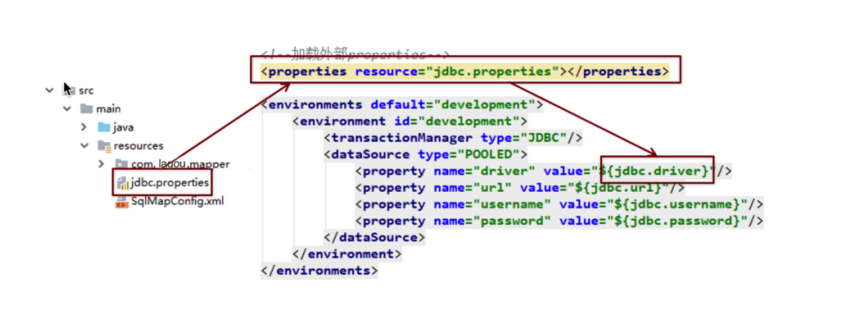 src
main
java
resources
com.lagou.mapper
jdbc.properties
SqlMapConfig.xml
<!--加载外部properties-->
<properties resource="jdbc.properties"></properties>
<environments default="development">
<environment id="development">
<transactionManager type="JDBC"/>
<dataSource type="POOLED">
<property name="driver" value="${jdbc.driver}"/>
<property name="url" value="${jdbc.url}"/>
<property name="username" value="${jdbc.username}"/>
<property name="password" value="${jdbc.password}"/>
</dataSource>
</environment>
</environments>